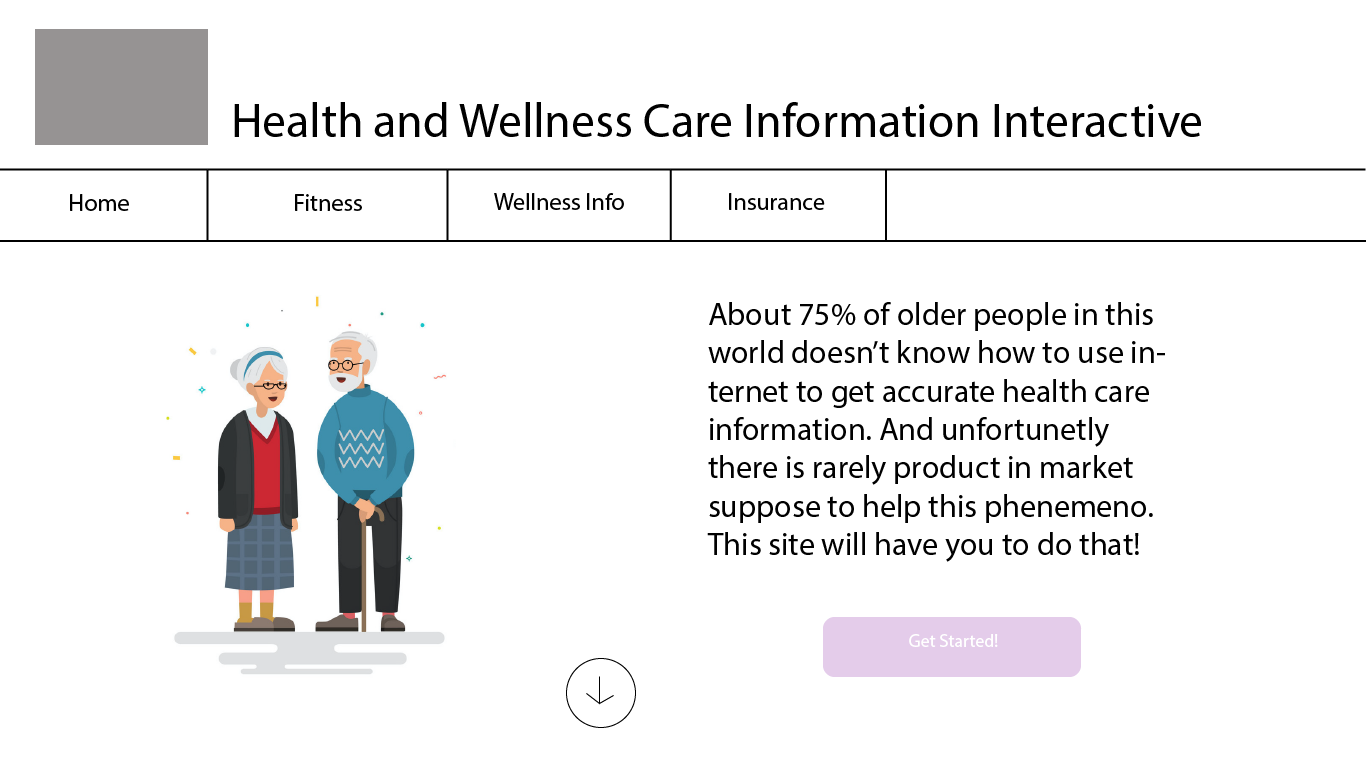 Health and Wellness Care Information Interactive
Home Fitness Wellness Info Insurance
About 75% of older people in this
world doesn’t know how to use in-
ternet to get accurate health care
information. And unfortunetly
there is rarely product in market
suppose to help this phenemeno.
This site will have you to do that!
Get Started!